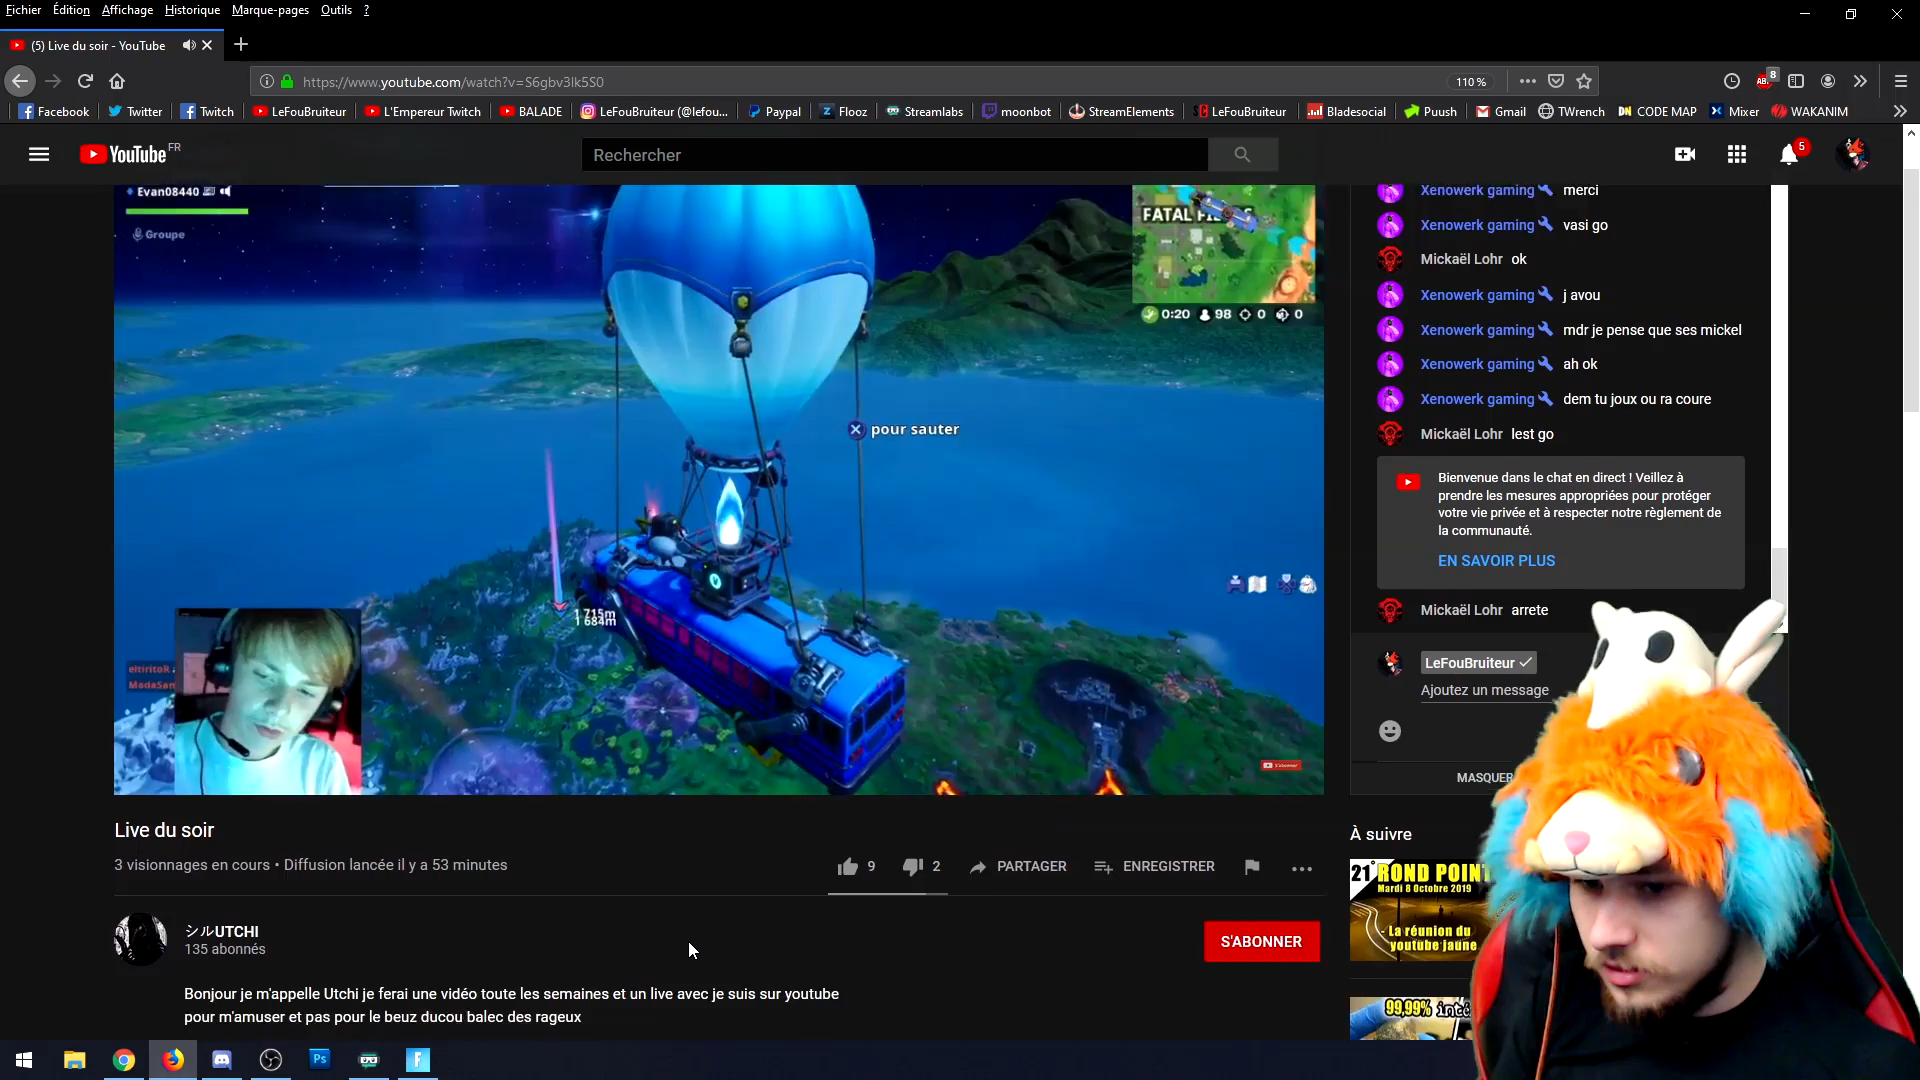 Fichier Édition Affichage Historique Marque-pages Outils ?
(5) Live du soir - YouTube
https://www.youtube.com/watch?v=S6gbv3lk5S0
110 %
8
Facebook Twitter Twitch LeFouBruiteur L'Empereur Twitch BALADE LeFouBruiteur (@lefou... Paypal Flooz Streamlabs moonbot StreamElements LeFouBruiteur Bladesocial Puush Gmail TWrench CODE MAP Mixer WAKANIM
YouTube FR
Rechercher
5
Evan08440
Groupe
0:20 98 0 0
pour sauter
1 715m
1 684m
eltiritoR
S'abonner
Xenowerk gaming merci
Xenowerk gaming vasi go
Mickaël Lohr ok
Xenowerk gaming j avou
Xenowerk gaming mdr je pense que ses mickel
Xenowerk gaming ah ok
Xenowerk gaming dem tu joux ou ra coure
Mickaël Lohr lest go
Bienvenue dans le chat en direct ! Veillez à
prendre les mesures appropriées pour protéger
votre vie privée et à respecter notre règlement de
la communauté.
EN SAVOIR PLUS
Mickaël Lohr arrete
LeFouBruiteur
Ajoutez un message
MASQUER
Live du soir
3 visionnages en cours • Diffusion lancée il y a 53 minutes
9 2 PARTAGER ENREGISTRER
シルUTCHI
135 abonnés
S'ABONNER
Bonjour je m'appelle Utchi je ferai une vidéo toute les semaines et un live avec je suis sur youtube
pour m'amuser et pas pour le beuz ducou balec des rageux
À suivre
21° ROND POINT
Mardi 8 Octobre 2019
La réunion du
youtube jaune
99,99%
Ps